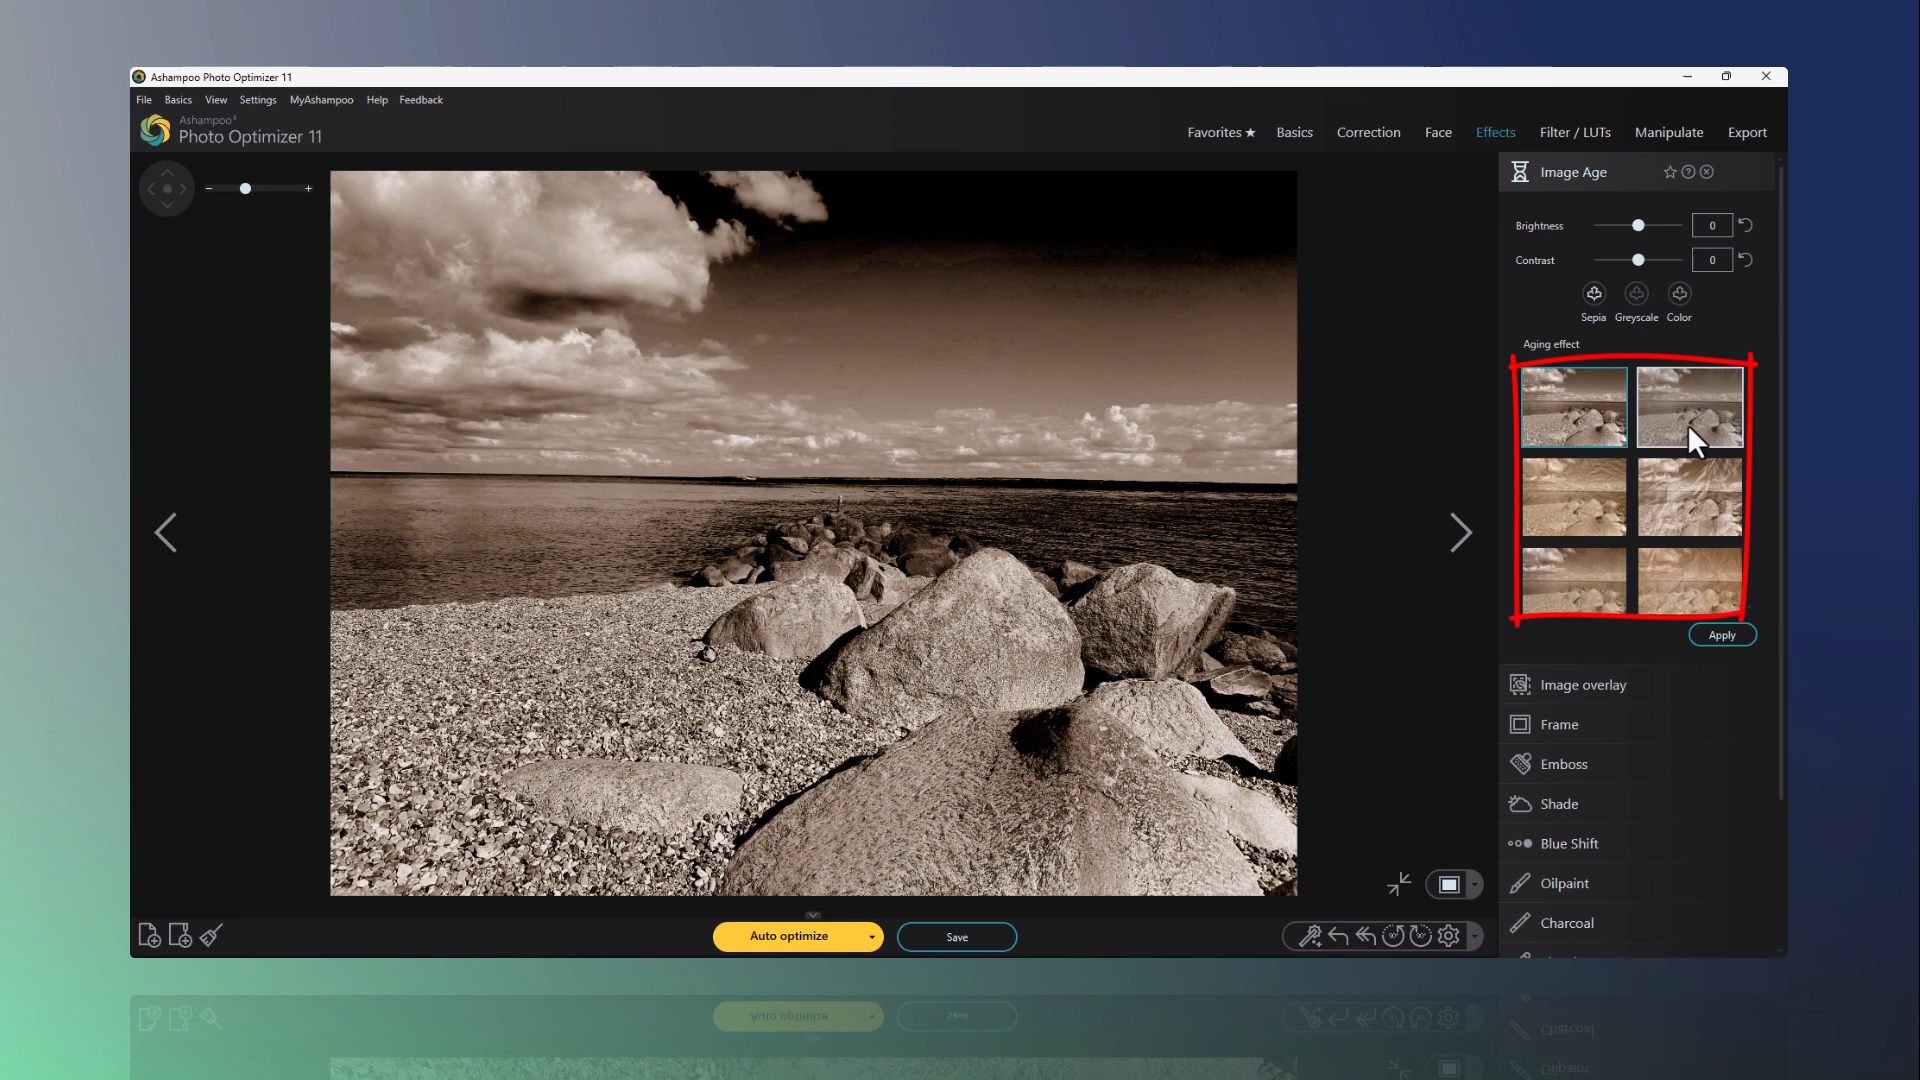 Ashampoo Photo Optimizer 11
File Basics View Settings MyAshampoo Help Feedback
Ashampoo®
Photo Optimizer 11
Favorites ★ Basics Correction Face Effects Filter / LUTs Manipulate Export
Image Age
Brightness 0
Contrast 0
Sepia Greyscale Color
Aging effect
Apply
Image overlay
Frame
Emboss
Shade
Blue Shift
Oilpaint
Charcoal
Auto optimize Save
90° 90°